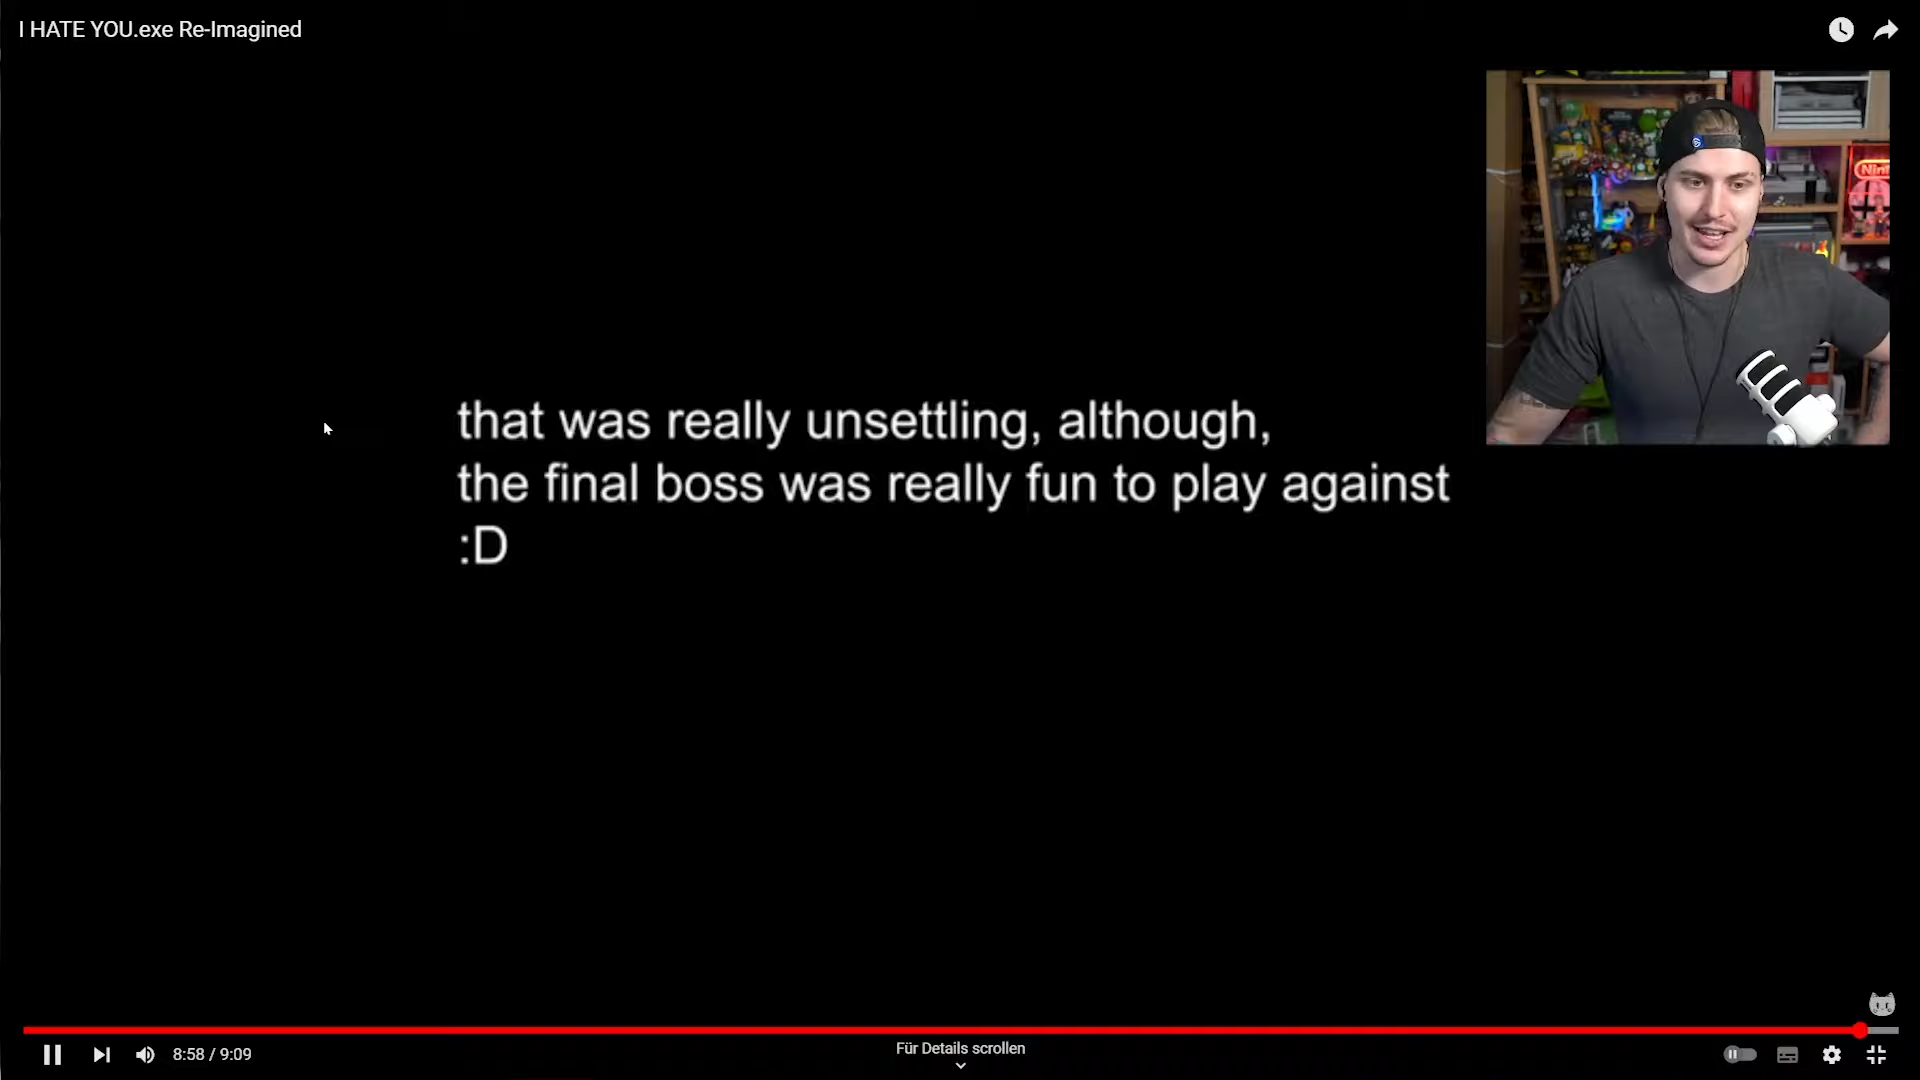 I HATE YOU.exe Re-Imagined
that was really unsettling, although,
the final boss was really fun to play against
:D
8:58 / 9:09
Für Details scrollen